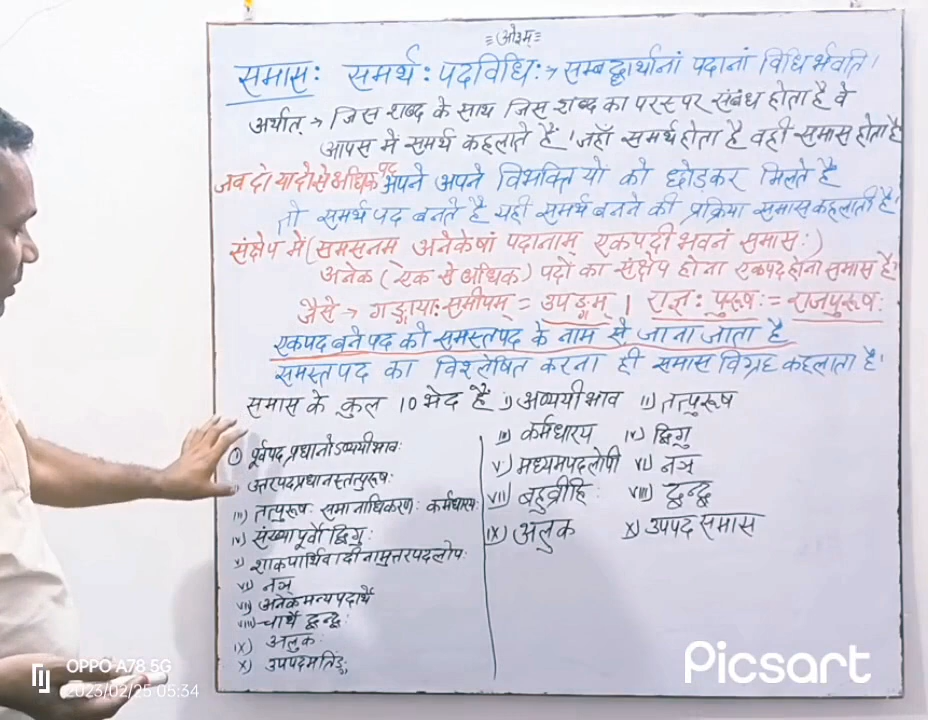 ओ३म्
समासः समर्थः पदविधिः → सम्बद्धार्थानां पदानां विधिर्भवति।
अर्थात् → जिस शब्द के साथ जिस शब्द का परस्पर संबंध होता है वे
आपस में समर्थ कहलाते हैं। जहाँ समर्थ होता है वही समास होता है
जब दो या दो से अधिक पद अपने अपने विभक्तियो को छोड़कर मिलते है
तो समर्थ पद बनते है यही समर्थ बनने की प्रक्रिया समास कहलाती है।
संक्षेप में (समसनम् अनेकेषां पदानाम् एकपदी भवनं समासः)
अनेक (एक से अधिक) पदों का संक्षेप होना एकपद होना समास है।
जैसे → गङ्गायाः समीपम् = उपङ्गम् । राज्ञः पुरूषः = राजपुरूषः
एकपद बने पद को समस्तपद के नाम से जाना जाता है
समस्त पद का विश्लेषित करना ही समास विग्रह कहलाता है।
समास के कुल 10 भेद हैं i) अव्ययीभाव ii) तत्पुरूष
iii) कर्मधारय iv) द्विगु
v) मध्यमपदलोपी vi) नञ्
vii) बहुव्रीहि viii) द्वन्द्व
ix) अलुक x) उपपद समास
i) पूर्वपद प्रधानोऽव्ययीभावः
ii) उत्तरपदप्रधानस्तत्पुरूषः
iii) तत्पुरूषः समानाधिकरणः कर्मधारयः
iv) संख्यापूर्वो द्विगुः
v) शाकपार्थिवादीनामुत्तरपदलोपः
vi) नञ्
vii) अनेकमन्यपदार्थे
viii) चार्थे द्वन्द्वः
ix) अलुकः
x) उपपदमतिङ्
OPPO A78 5G
2023/02/25 05:34
Picsart